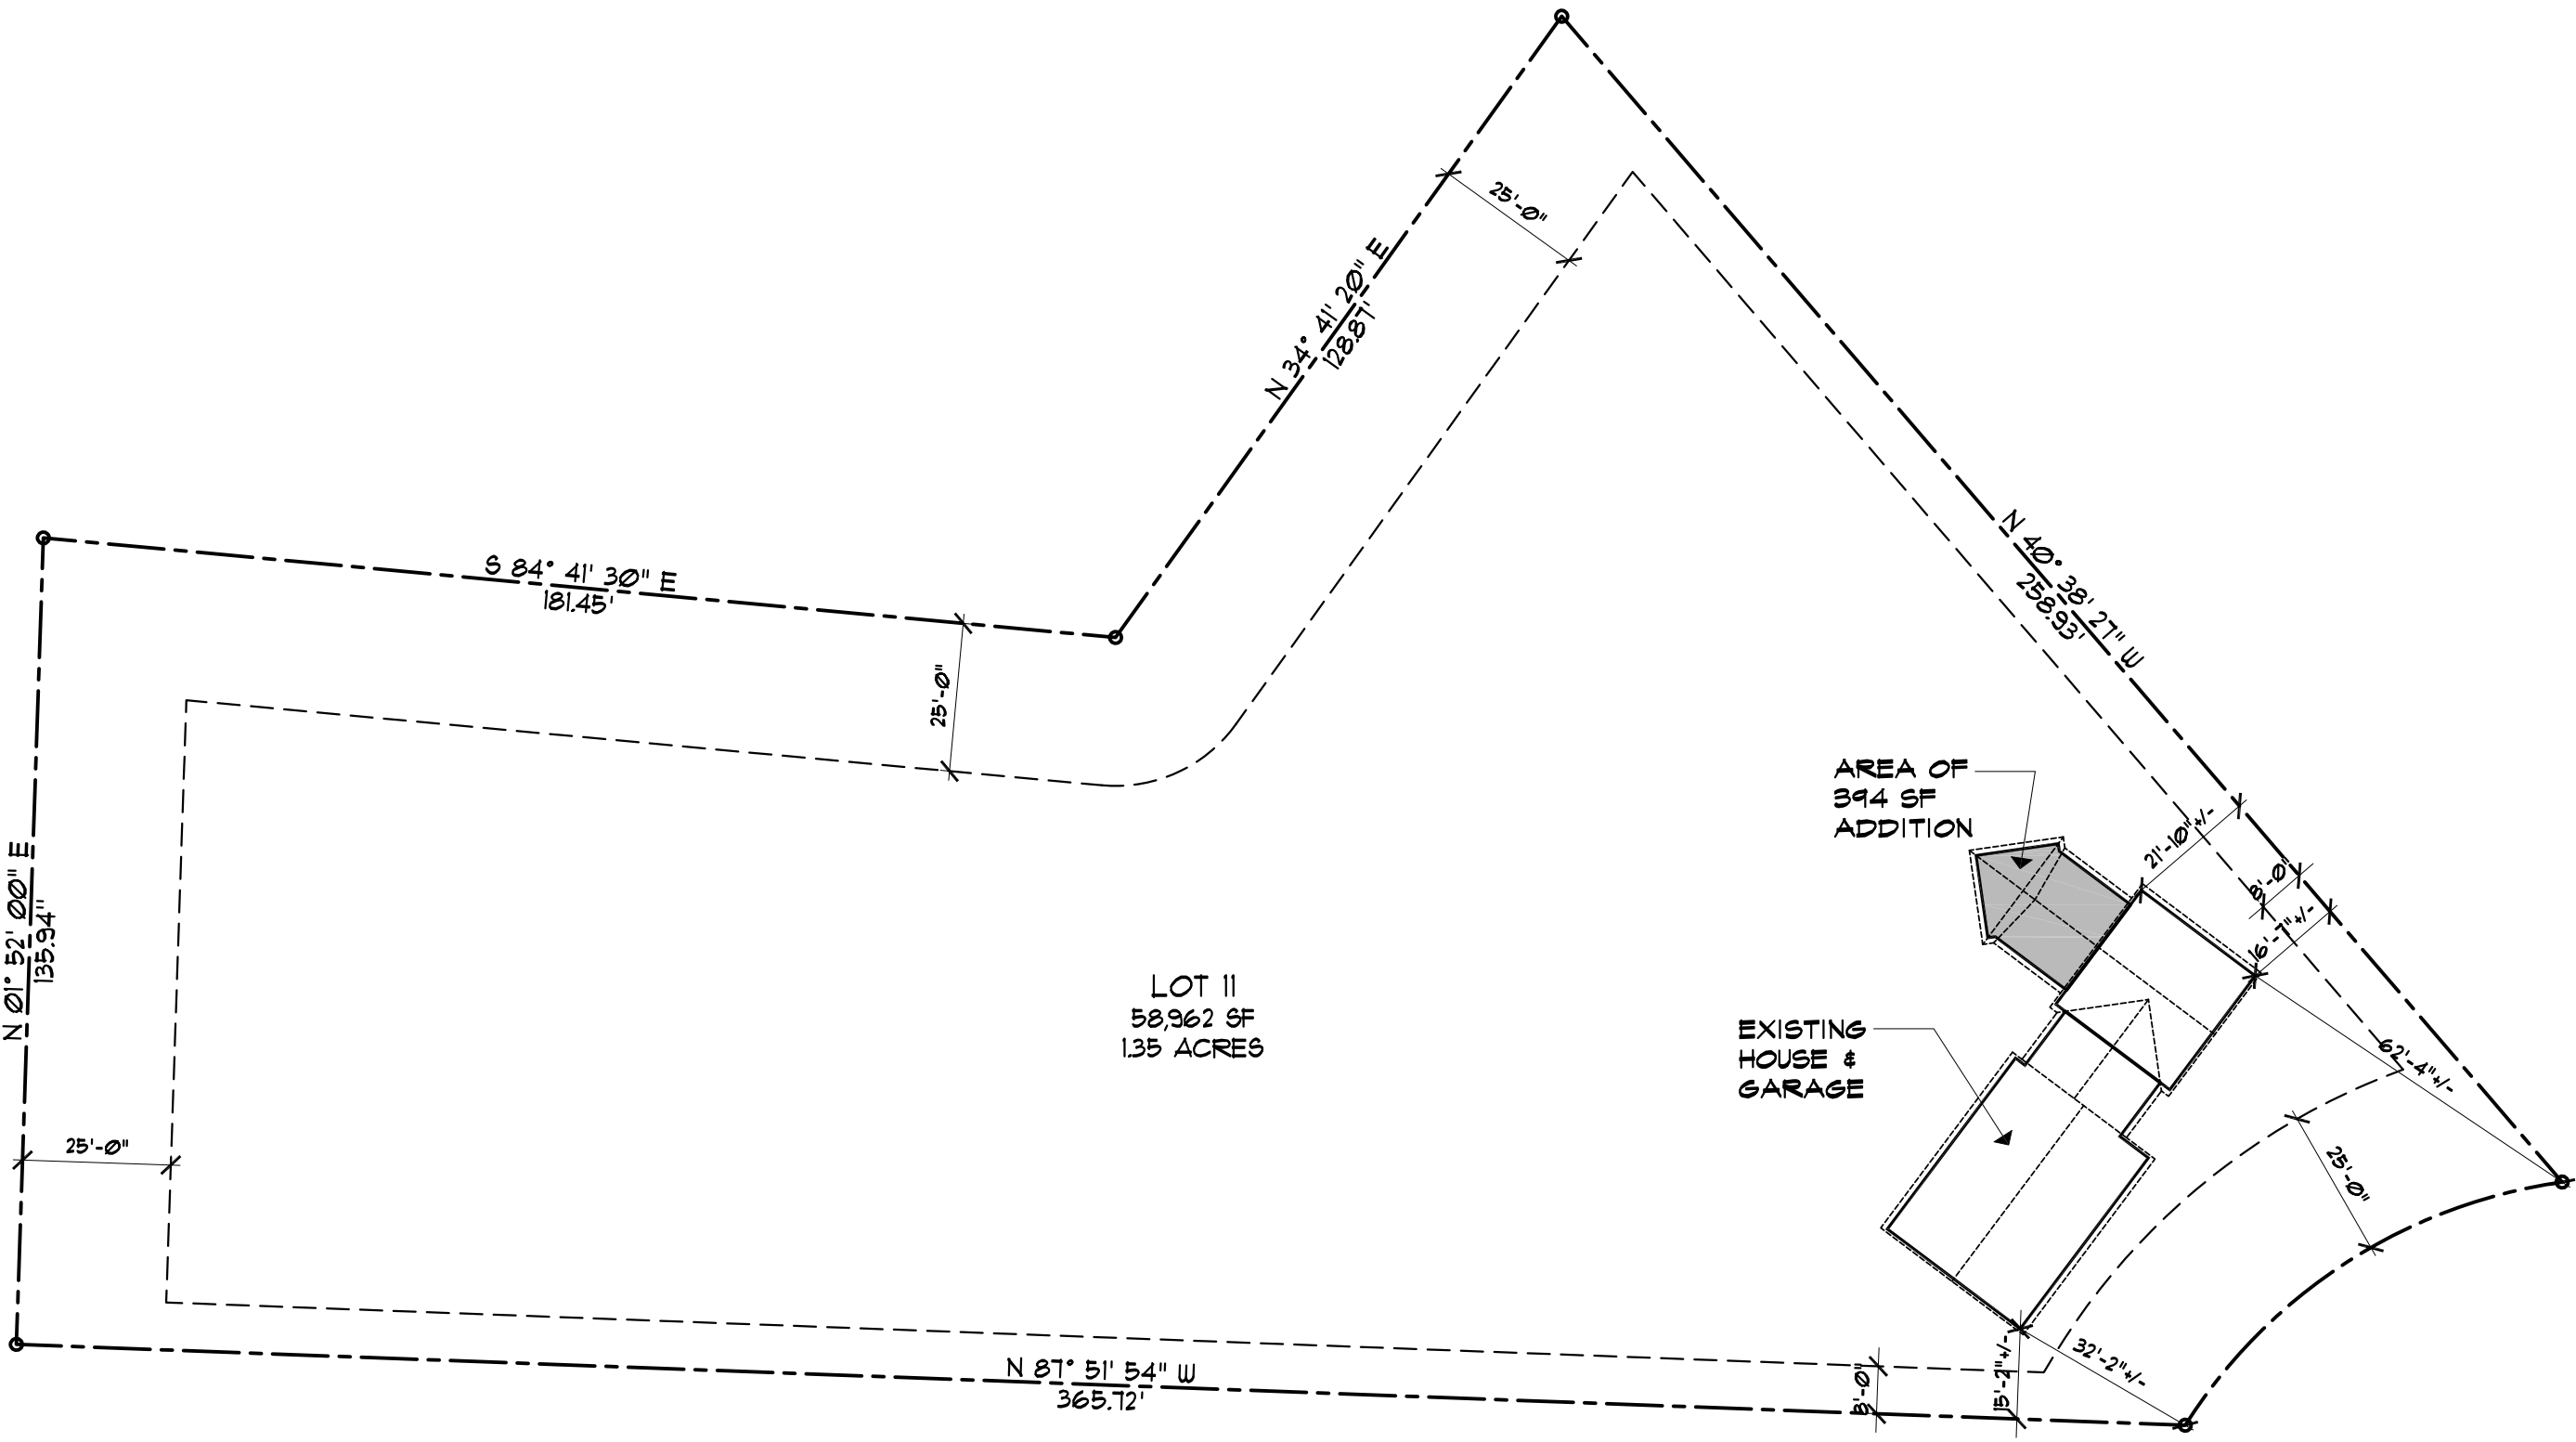 25'-0"
N 34° 41' 20" E
128.87'
N 40° 38' 27" W
258.93'
S 84° 41' 30" E
181.45'
25'-0"
AREA OF
394 SF
ADDITION
21'-10"+/-
8'-0"
16'-7"+/-
N 01° 52' 00" E
135.94"
LOT 11
58,962 SF
1.35 ACRES
EXISTING
HOUSE &
GARAGE
62'-4"+/-
25'-0"
25'-0"
N 87° 51' 54" W
365.72'
8'-0"
15'-2"+/-
32'-2"+/-